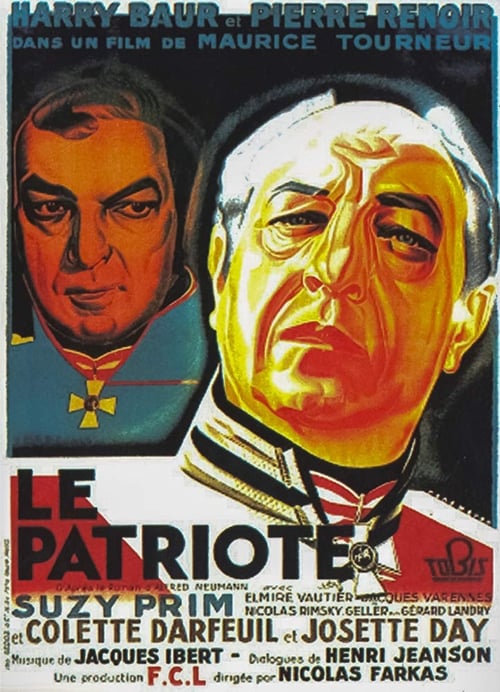 HARRY BAUR et PIERRE RENOIR
DANS UN FILM DE MAURICE TOURNEUR
LE
PATRIOTE
TOBIS
D'Après le Roman d'ALFRED NEUMANN avec
SUZY PRIM
ELMIRE VAUTIER JACQUES VARENNES
NICOLAS RIMSKY. GELLER GÉRARD LANDRY
et COLETTE DARFEUIL et JOSETTE DAY
Musique de JACQUES IBERT - Dialogues de HENRI JEANSON
Une production F.C.L dirigée par NICOLAS FARKAS